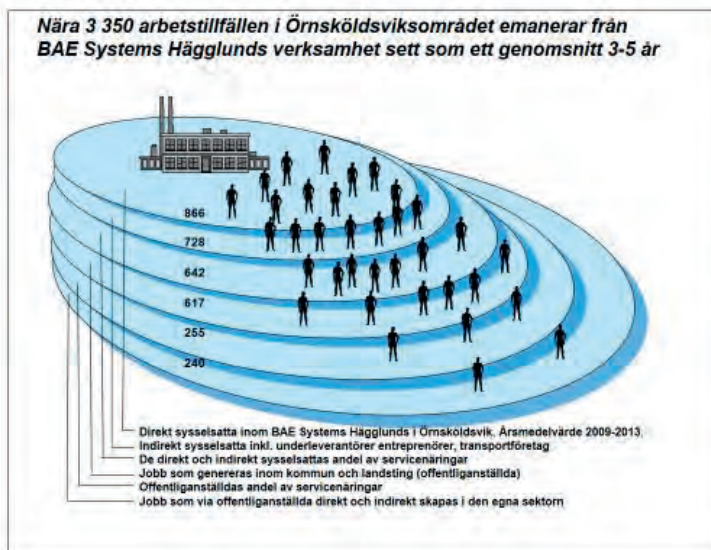 Nära 3 350 arbetstillfällen i Örnsköldsviksområdet emanerar från
BAE Systems Hägglunds verksamhet sett som ett genomsnitt 3-5 år
866
728
642
617
255
240
Direkt sysselsatta inom BAE Systems Hägglunds i Örnsköldsvik. Årsmedelvärde 2009-2013.
Indirekt sysselsatta inkl. underleverantörer entreprenörer, transportföretag
De direkt och indirekt sysselsattas andel av servicenäringar
Jobb som genereras inom kommun och landsting (offentliganställda)
Offentliganställdas andel av servicenäringar
Jobb som via offentliganställda direkt och indirekt skapas i den egna sektorn